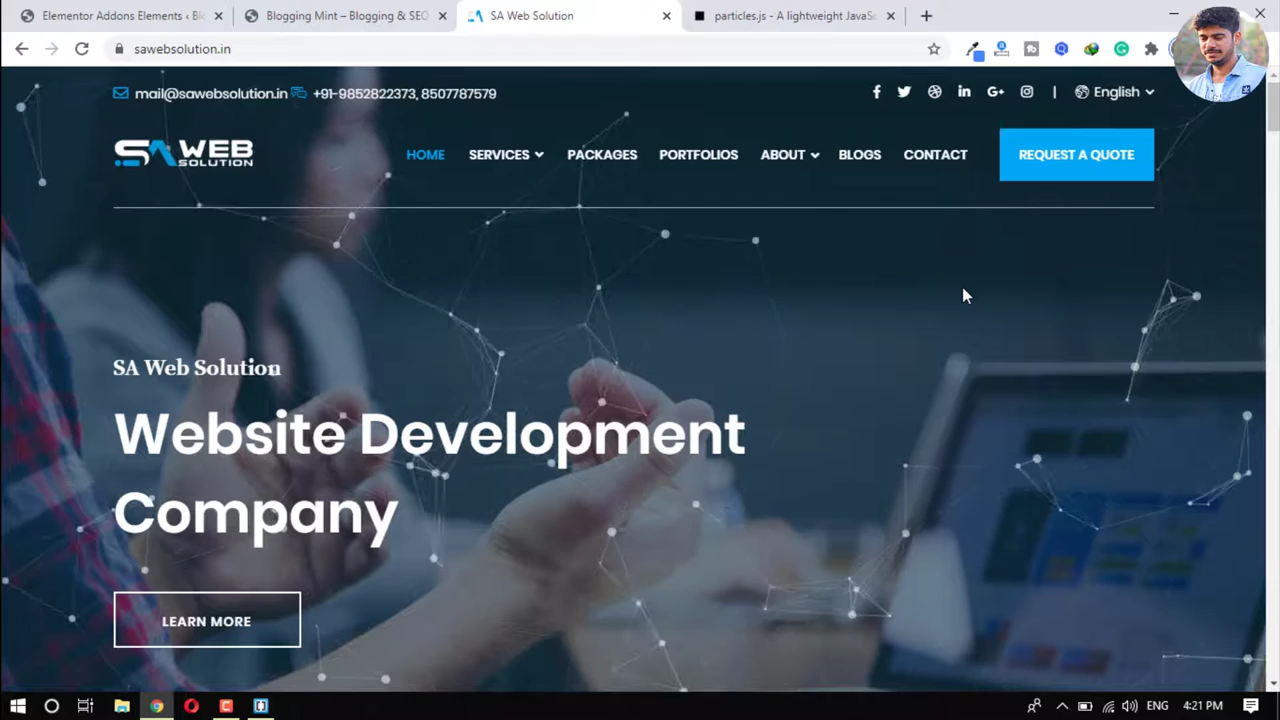 Elementor Addons Elements ‹ Bl
Blogging Mint – Blogging & SEO
SA Web Solution
particles.js - A lightweight JavaSc
sawebsolution.in
mail@sawebsolution.in
+91-9852822373, 8507787579
G+
|
English
SA WEB
SOLUTION
HOME
SERVICES
PACKAGES
PORTFOLIOS
ABOUT
BLOGS
CONTACT
REQUEST A QUOTE
SA Web Solution
Website Development
Company
LEARN MORE
ENG
4:21 PM